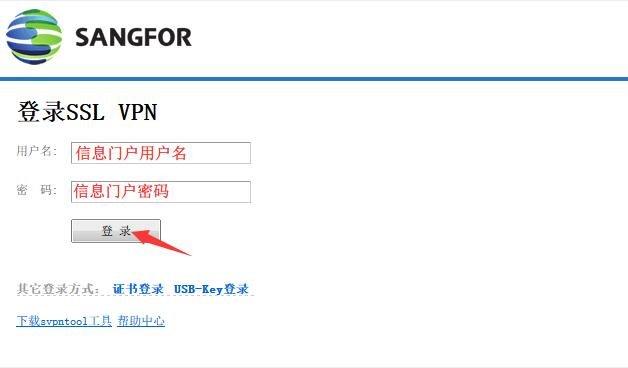 SANGFOR
登录SSL VPN
用户名: 信息门户用户名
密 码: 信息门户密码
登 录
其它登录方式: 证书登录 USB-Key登录
下载svpntool工具 帮助中心